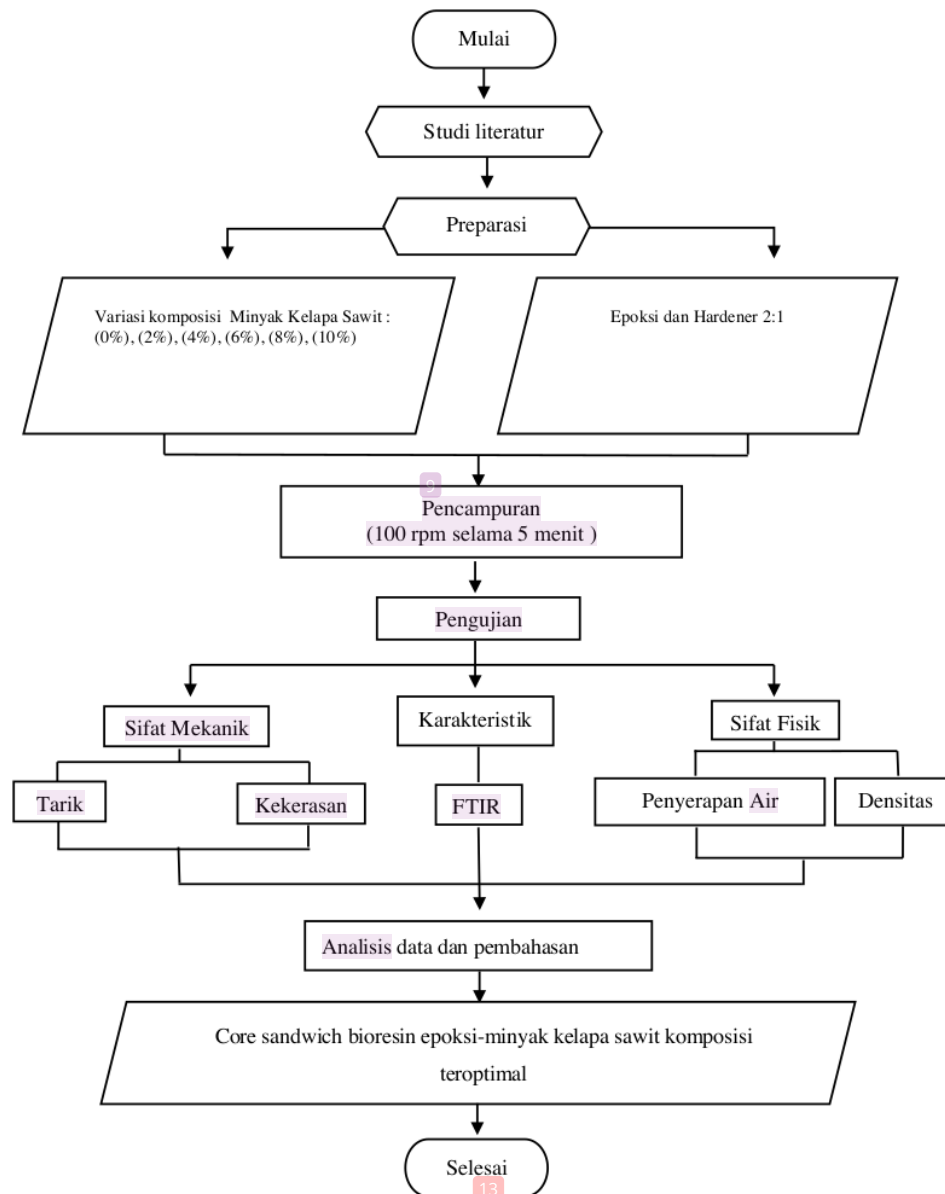 Mulai
Studi literatur
Preparasi
Variasi komposisi Minyak Kelapa Sawit :
(0%), (2%), (4%), (6%), (8%), (10%)
Epoksi dan Hardener 2:1
9
Pencampuran
(100 rpm selama 5 menit )
Pengujian
Sifat Mekanik
Karakteristik
Sifat Fisik
Tarik
Kekerasan
FTIR
Penyerapan Air
Densitas
Analisis data dan pembahasan
Core sandwich bioresin epoksi-minyak kelapa sawit komposisi
teroptimal
Selesai
13